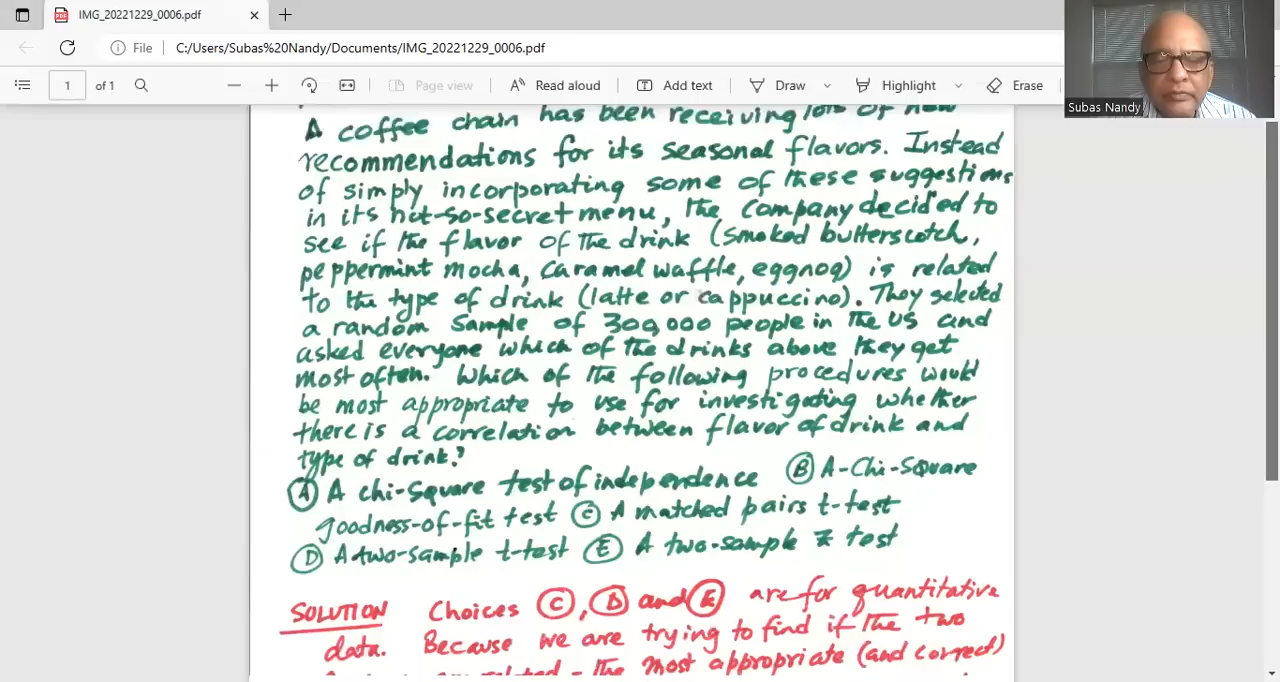 IMG_20221229_0006.pdf
File C:/Users/Subas%20Nandy/Documents/IMG_20221229_0006.pdf
1 of 1 Page view Read aloud Add text Draw Highlight Erase
Subas Nandy
A coffee chain has been receiving lots of new
recommendations for its seasonal flavors. Instead
of simply incorporating some of these suggestions
in its not-so-secret menu, the company decided to
see if the flavor of the drink (smoked butterscotch,
peppermint mocha, caramel waffle, eggnog) is related
to the type of drink (latte or cappuccino). They selected
a random sample of 300,000 people in the US and
asked everyone which of the drinks above they get
most often. Which of the following procedures would
be most appropriate to use for investigating whether
there is a correlation between flavor of drink and
type of drink?
(A) A chi-square test of independence (B) A-Chi-Square
goodness-of-fit test (C) A matched pairs t-test
(D) A two-sample t-test (E) A two-sample z test
SOLUTION Choices (C), (D) and (E) are for quantitative
data. Because we are trying to find if the two
related - the most appropriate (and correct)